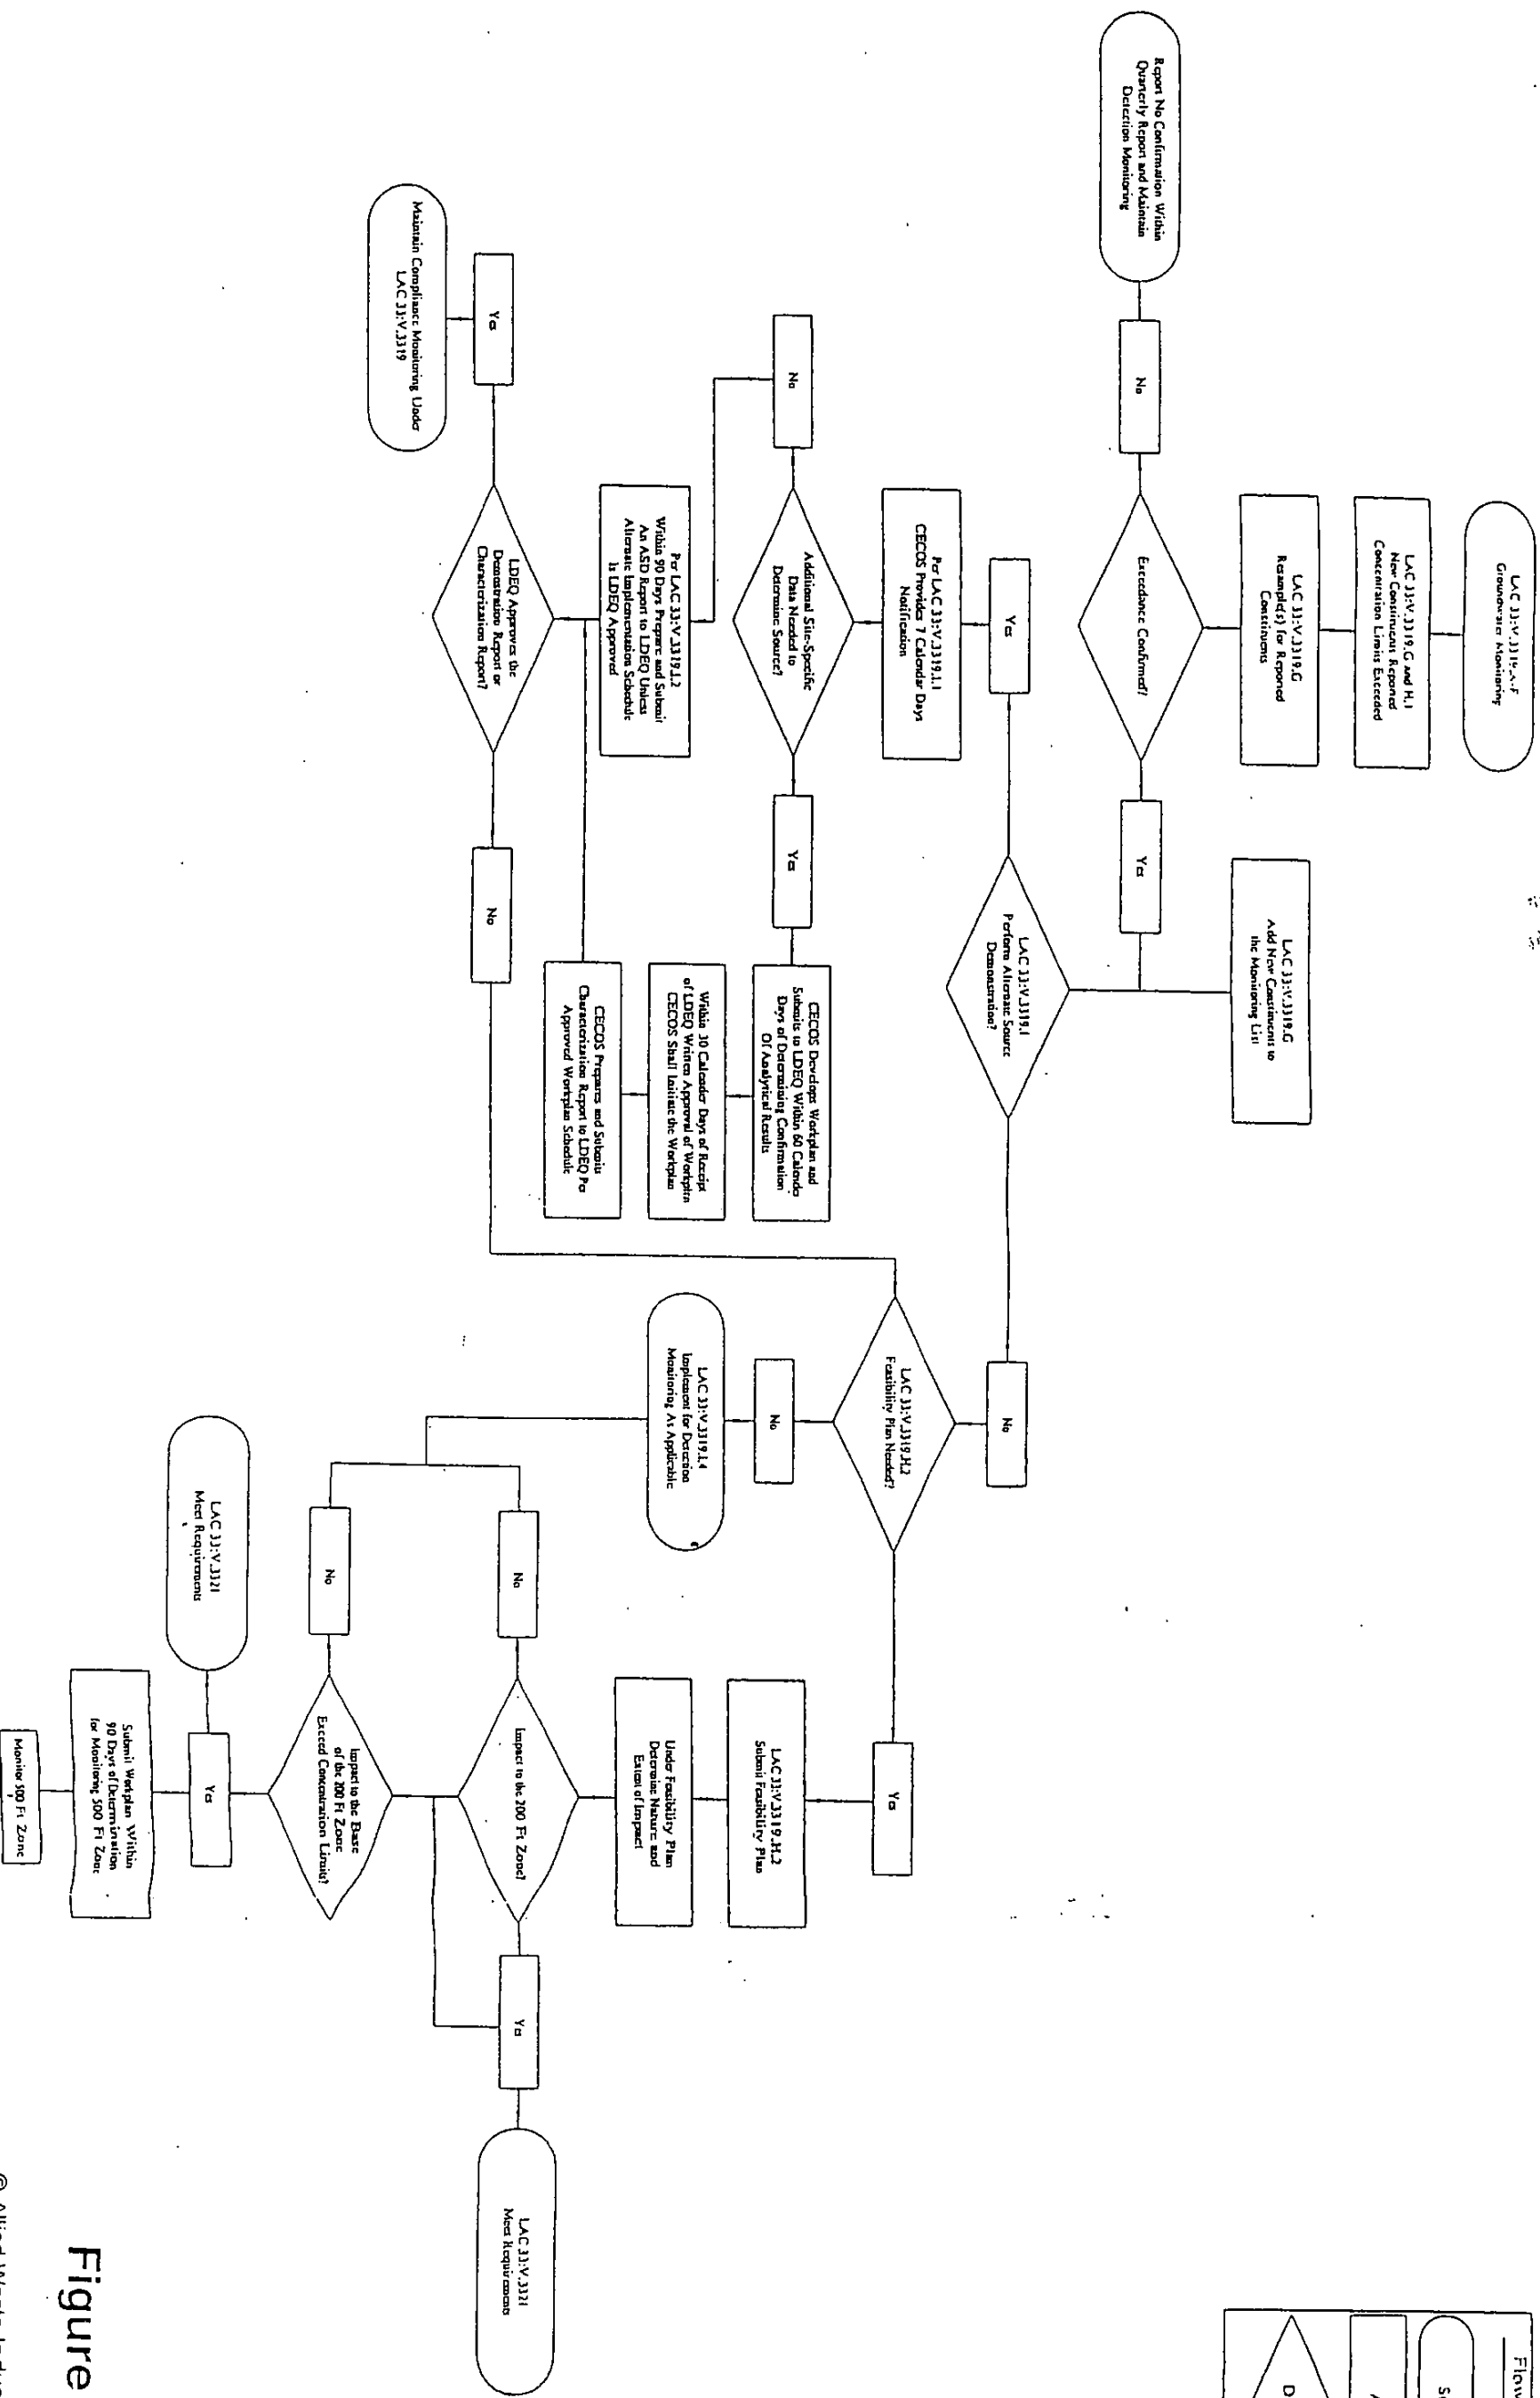 LAC 33:V.3319.A-F
Groundwater Monitoring
LAC 33:V.3319.G and H.1
New Constituents Reported
Concentration Limits Exceeded
LAC 33:V.3319.G
Resample(s) for Reported
Constituents
Exceedance Confirmed?
No
Report No Confirmation Within
Quarterly Report and Maintain
Detection Monitoring
Yes
LAC 33:V.3319.G
Add New Constituents to
the Monitoring List
LAC 33:V.3319.I
Perform Alternate Source
Demonstration?
Yes
No
Per LAC 33:V.3319.I.1
CECOS Provides 7 Calendar Days
Notification
Additional Site-Specific
Data Needed to
Determine Source?
No
Yes
CECOS Develops Workplan and
Submits to LDEQ Within 60 Calender
Days of Determining Confirmation
Of Analytical Results
Within 30 Calender Days of Receipt
of LDEQ Written Approval of Workplan
CECOS Shall Initiate the Workplan
CECOS Prepares and Submits
Characterization Report to LDEQ Per
Approved Workplan Schedule
Per LAC 33:V.3319.I.2
Within 90 Days Prepare and Submit
An ASD Report to LDEQ Unless
Alternate Implementation Schedule
Is LDEQ Approved
LDEQ Approves the
Demostration Report or
Characterization Report?
Yes
Maintain Compliance Monitoring Under
LAC 33:V.3319
No
LAC 33:V.3319.H.2
Feasibility Plan Needed?
No
LAC 33:V.3319.I.4
Implement for Detection
Monitoring As Applicable
Yes
LAC 33:V.3319.H.2
Submit Feasibility Plan
Under Feasibility Plan
Determine Nature and
Extent of Impact
Impact to the 200 Ft Zone?
No
Yes
LAC 33:V.3321
Meet Requirements
Impact to the Base
of the 200 Ft Zone
Exceed Concentration Limits?
No
Yes
LAC 33:V.3321
Meet Requirements
Submit Workplan Within
90 Days of Determination
for Monitoring 500 Ft Zone
Monitor 500 Ft Zone
Flow
D
Figure
© Allied Waste